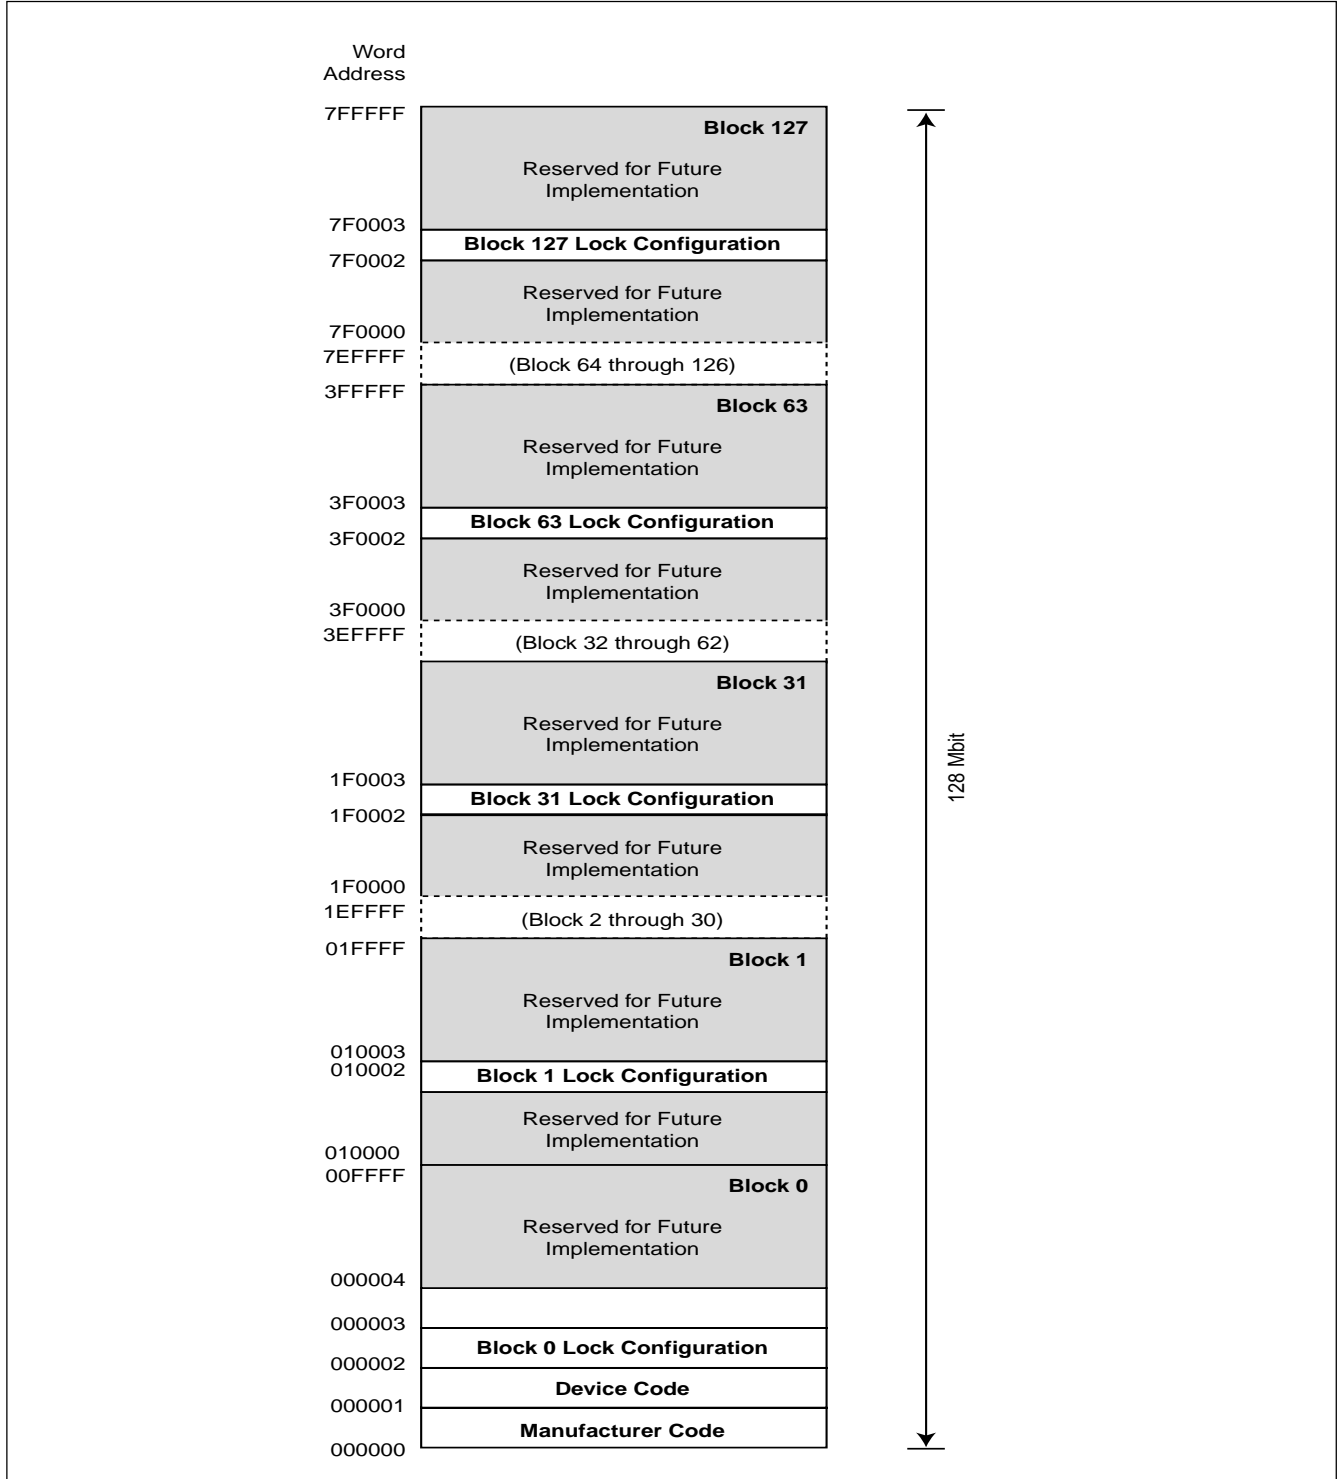 Word
Address
7FFFFF
Block 127
Reserved for Future
Implementation
7F0003
Block 127 Lock Configuration
7F0002
Reserved for Future
Implementation
7F0000
7EFFFF
(Block 64 through 126)
3FFFFF
Block 63
Reserved for Future
Implementation
3F0003
Block 63 Lock Configuration
3F0002
Reserved for Future
Implementation
3F0000
3EFFFF
(Block 32 through 62)
Block 31
Reserved for Future
Implementation
1F0003
Block 31 Lock Configuration
1F0002
Reserved for Future
Implementation
1F0000
1EFFFF
(Block 2 through 30)
01FFFF
Block 1
Reserved for Future
Implementation
010003
010002
Block 1 Lock Configuration
Reserved for Future
Implementation
010000
00FFFF
Block 0
Reserved for Future
Implementation
000004
000003
Block 0 Lock Configuration
000002
Device Code
000001
Manufacturer Code
000000
128 Mbit